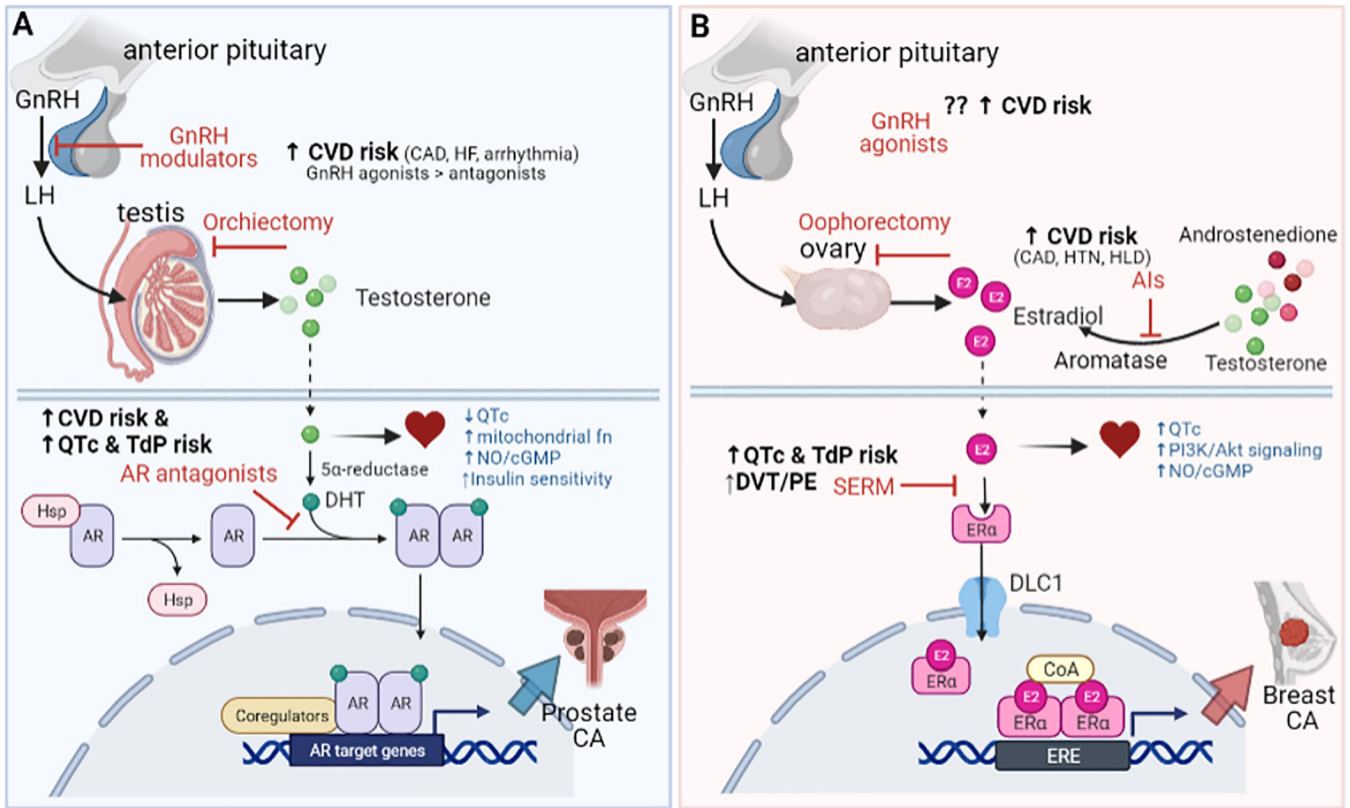 A
anterior pituitary
GnRH
GnRH
modulators
↑ CVD risk (CAD, HF, arrhythmia)
GnRH agonists > antagonists
LH
testis
Orchiectomy
Testosterone
↑CVD risk &
↑QTc & TdP risk
AR antagonists
↓QTc
↑mitochondrial fn
↑NO/cGMP
↑Insulin sensitivity
5α-reductase
DHT
Hsp
AR
AR
AR
AR
Hsp
Coregulators
AR
AR
AR target genes
Prostate
CA
B
anterior pituitary
GnRH
GnRH
agonists
?? ↑ CVD risk
LH
Oophorectomy
ovary
↑ CVD risk
(CAD, HTN, HLD)
AIs
Androstenedione
E2
E2
E2
Estradiol
Aromatase
Testosterone
↑QTc & TdP risk
↑DVT/PE
SERM
E2
↑QTc
↑PI3K/Akt signaling
↑NO/cGMP
ERα
DLC1
E2
ERα
CoA
E2
E2
ERα
ERα
ERE
Breast
CA